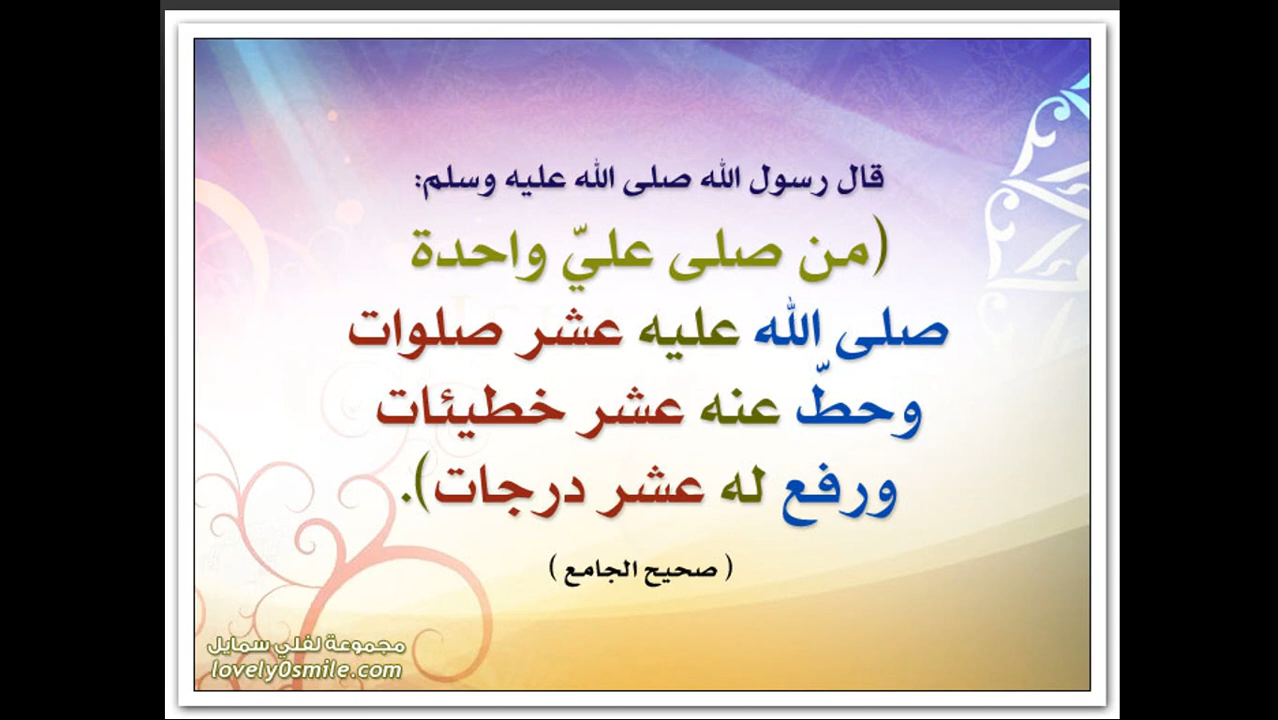 قال رسول الله صلى الله عليه وسلم:
(من صلى عليّ واحدة
صلى الله عليه عشر صلوات
وحطّ عنه عشر خطيئات
ورفع له عشر درجات).
( صحيح الجامع )
مجموعة لفلي سمايل
lovely0smile.com